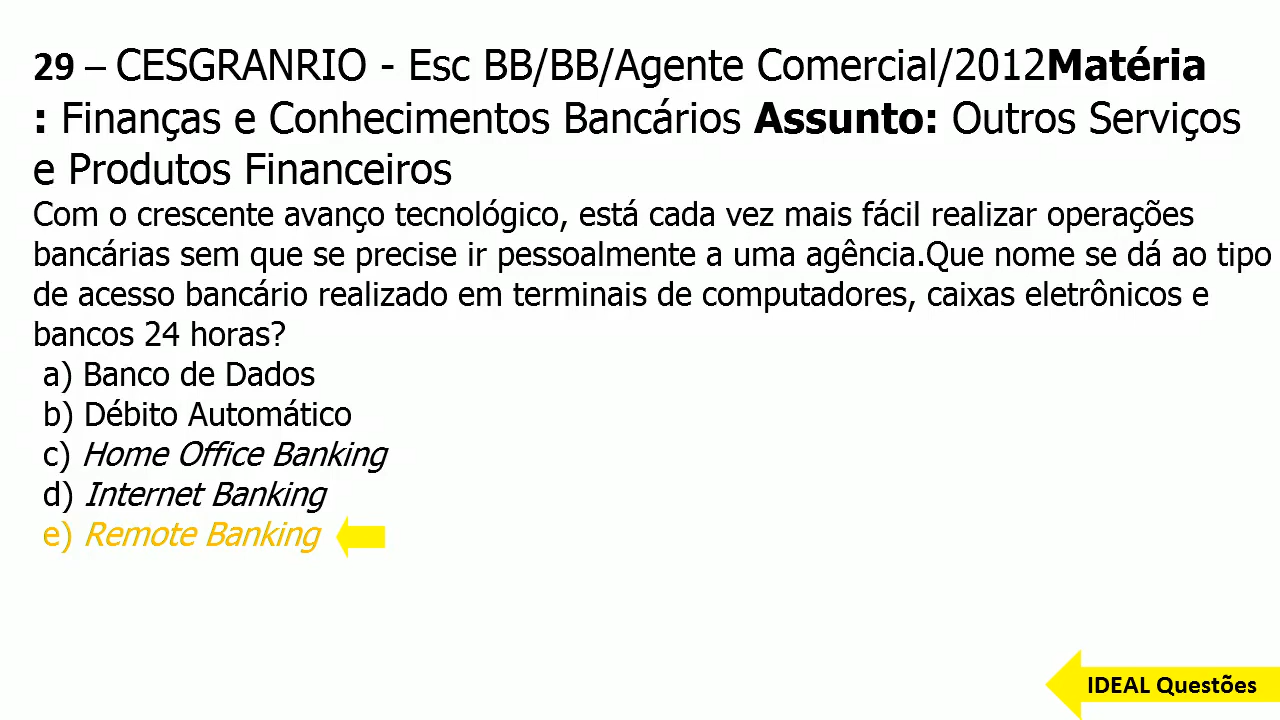 29 – CESGRANRIO - Esc BB/BB/Agente Comercial/2012Matéria
: Finanças e Conhecimentos Bancários Assunto: Outros Serviços
e Produtos Financeiros
Com o crescente avanço tecnológico, está cada vez mais fácil realizar operações
bancárias sem que se precise ir pessoalmente a uma agência.Que nome se dá ao tipo
de acesso bancário realizado em terminais de computadores, caixas eletrônicos e
bancos 24 horas?
a) Banco de Dados
b) Débito Automático
c) Home Office Banking
d) Internet Banking
e) Remote Banking
IDEAL Questões